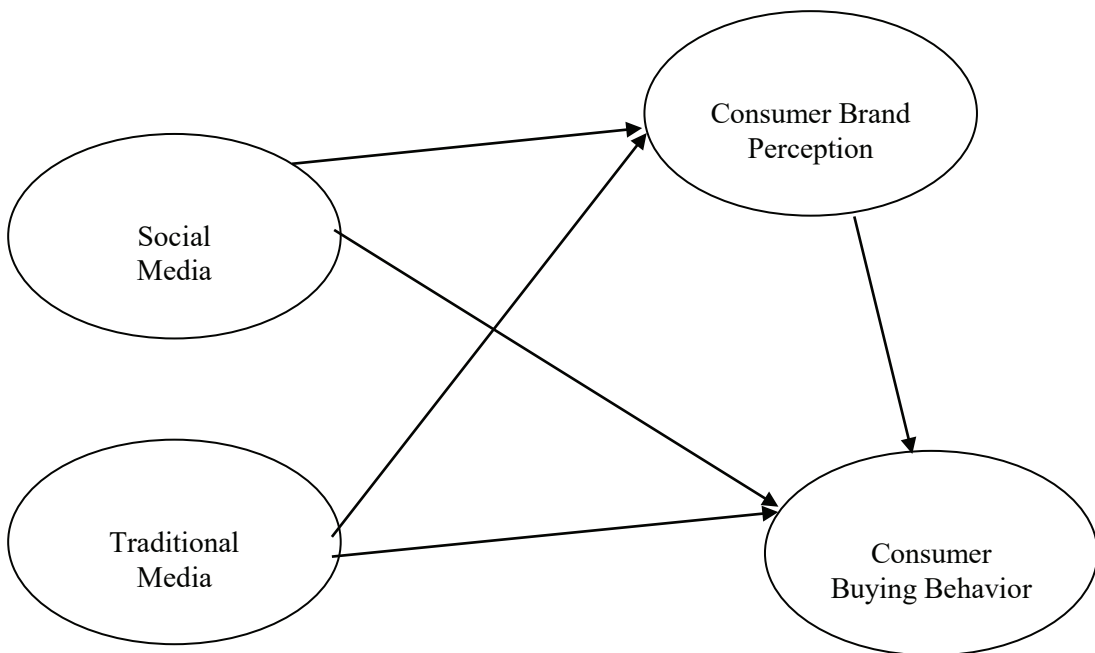 Consumer Brand
Perception
Social
Media
Traditional
Media
Consumer
Buying Behavior